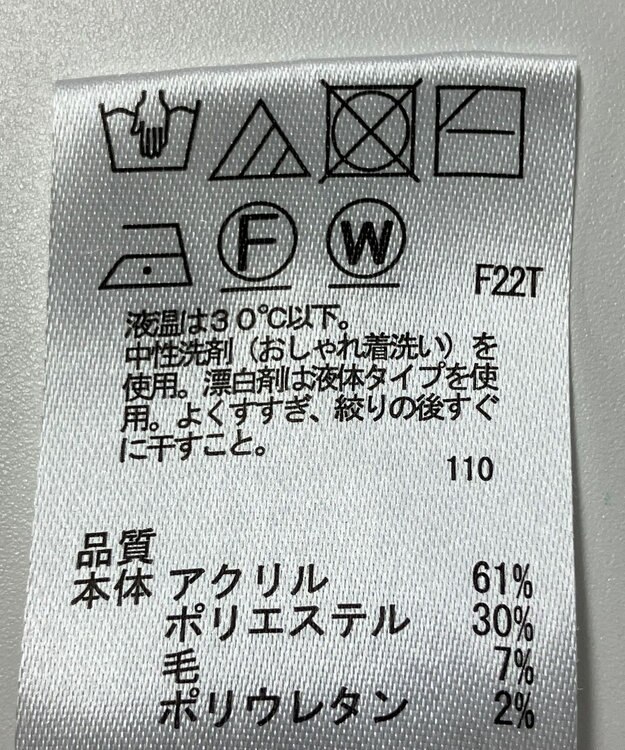 F W
F22T
液温は30℃以下。
中性洗剤（おしゃれ着洗い）を
使用。漂白剤は液体タイプを使
用。よくすすぎ、絞りの後すぐ
に干すこと。
110
品質
本体 アクリル 61%
ポリエステル 30%
毛 7%
ポリウレタン 2%